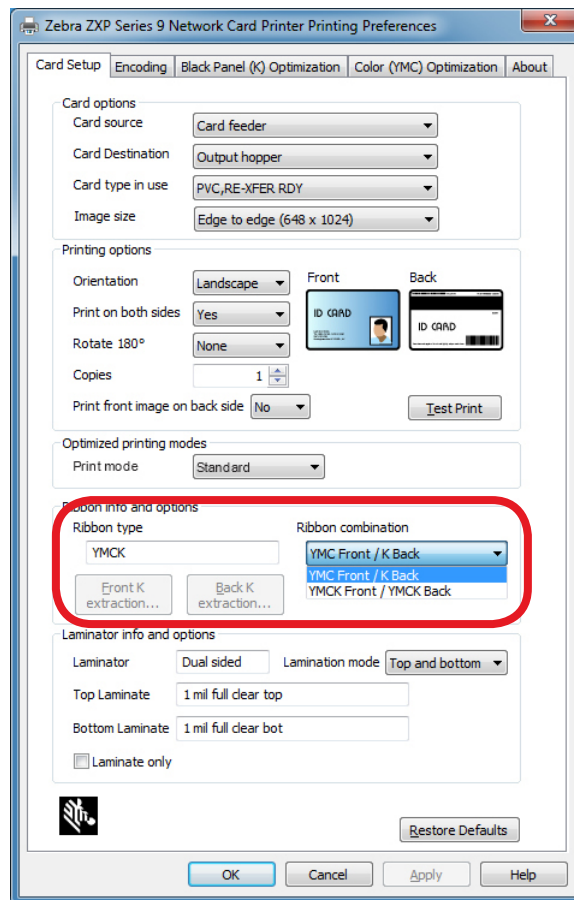 Zebra ZXP Series 9 Network Card Printer Printing Preferences
Card Setup Encoding Black Panel (K) Optimization Color (YMC) Optimization About
Card options
Card source Card feeder
Card Destination Output hopper
Card type in use PVC,RE-XFER RDY
Image size Edge to edge (648 x 1024)
Printing options
Orientation Landscape Front Back
Print on both sides Yes
ID CARD ID CARD
Rotate 180° None
Copies 1
Print front image on back side No Test Print
Optimized printing modes
Print mode Standard
Ribbon info and options
Ribbon type Ribbon combination
YMCK YMC Front / K Back
YMC Front / K Back
YMCK Front / YMCK Back
Front K extraction... Back K extraction...
Laminator info and options
Laminator Dual sided Lamination mode Top and bottom
Top Laminate 1 mil full clear top
Bottom Laminate 1 mil full clear bot
Laminate only
Restore Defaults
OK Cancel Apply Help